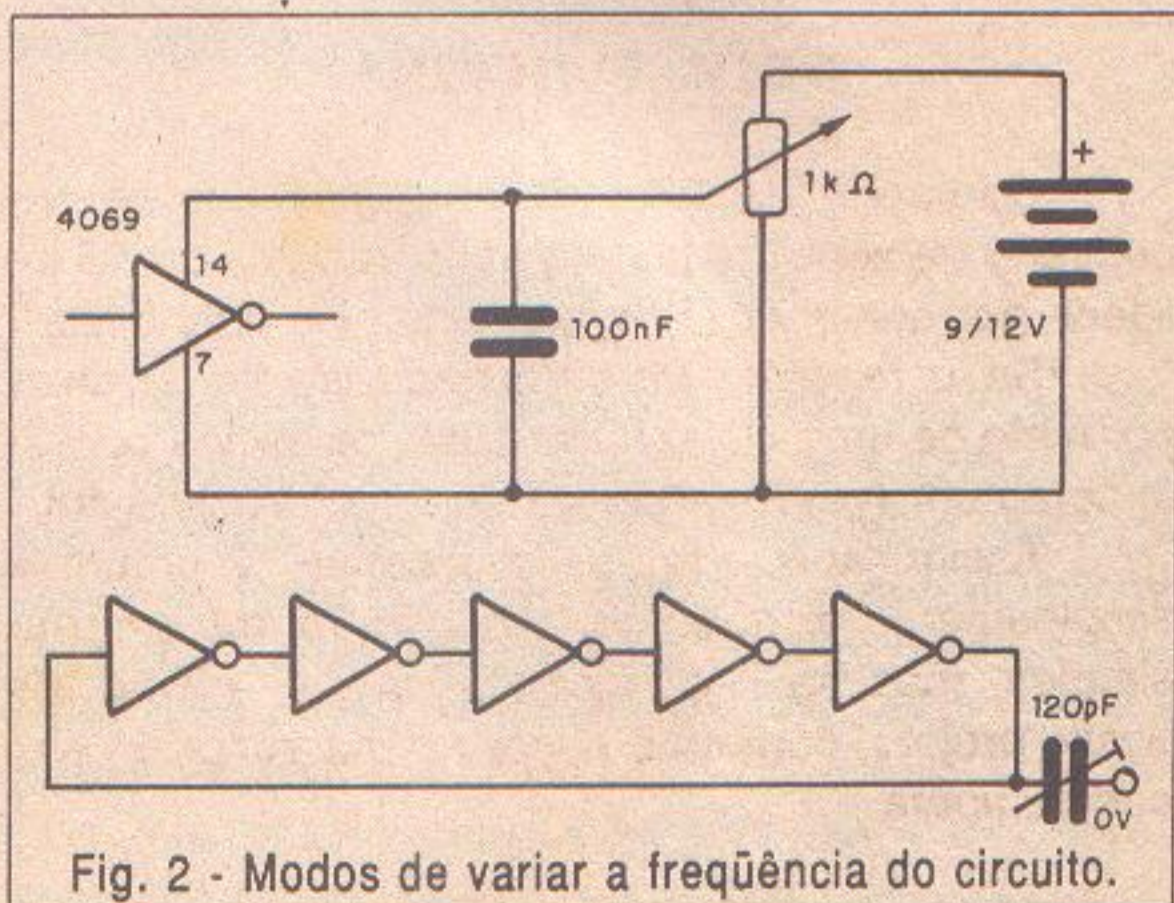 4069
14
7
100nF
1kΩ
+
9/12V
120pF
0V
Fig. 2 - Modos de variar a freqüência do circuito.